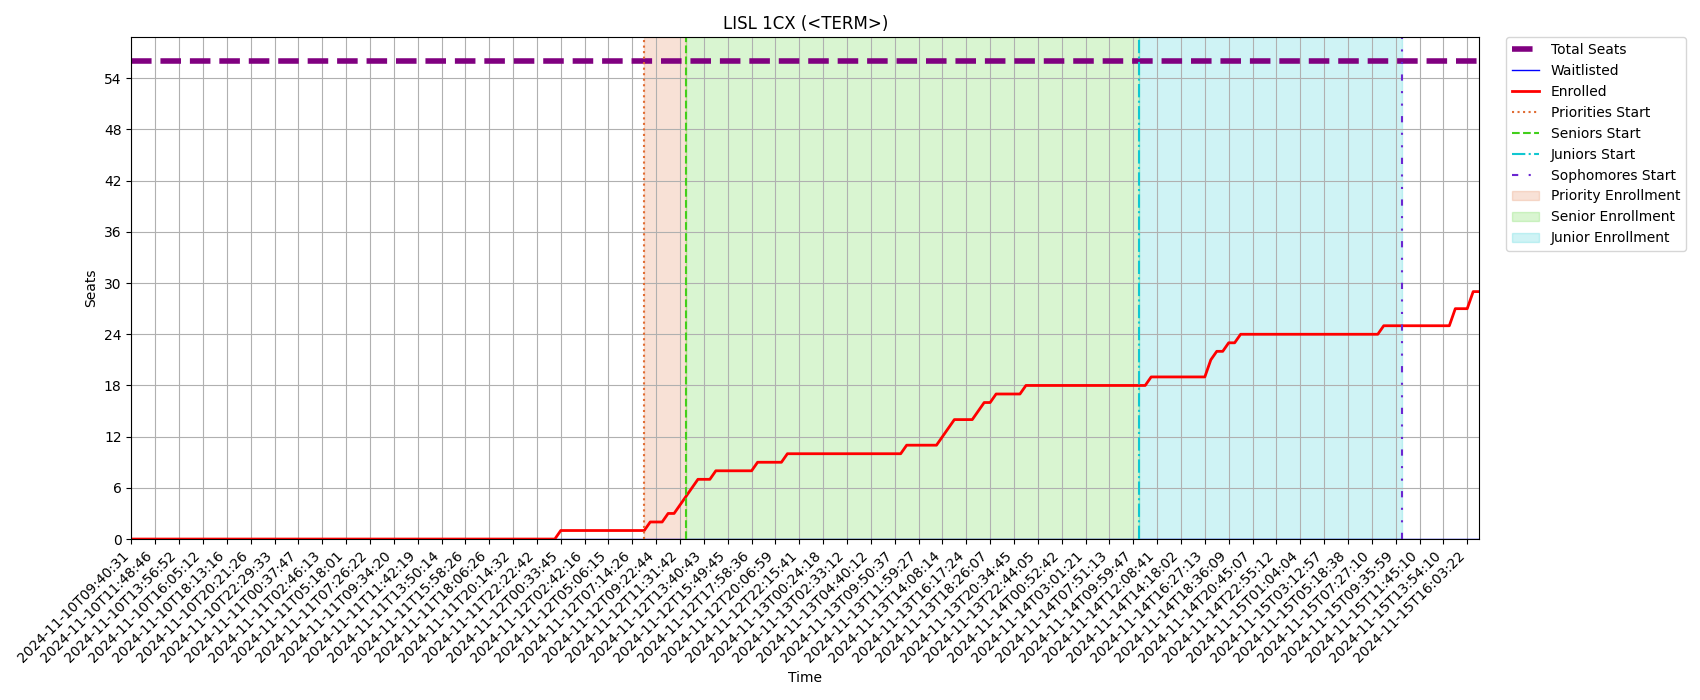 LISL 1CX (<TERM>)
Seats
54
48
42
36
30
24
18
12
6
0
2024-11-10T09:40:31
2024-11-10T11:48:46
2024-11-10T13:56:52
2024-11-10T16:05:12
2024-11-10T18:13:16
2024-11-10T20:21:26
2024-11-10T22:29:33
2024-11-11T00:37:47
2024-11-11T02:46:13
2024-11-11T05:18:01
2024-11-11T07:26:22
2024-11-11T09:34:20
2024-11-11T11:42:19
2024-11-11T13:50:14
2024-11-11T15:58:26
2024-11-11T18:06:26
2024-11-11T20:14:32
2024-11-11T22:22:42
2024-11-12T00:33:45
2024-11-12T02:42:16
2024-11-12T05:06:15
2024-11-12T07:14:26
2024-11-12T09:22:44
2024-11-12T11:31:42
2024-11-12T13:40:43
2024-11-12T15:49:45
2024-11-12T17:58:36
2024-11-12T20:06:59
2024-11-12T22:15:41
2024-11-13T00:24:18
2024-11-13T02:33:12
2024-11-13T04:40:12
2024-11-13T09:50:37
2024-11-13T11:59:27
2024-11-13T14:08:14
2024-11-13T16:17:24
2024-11-13T18:26:07
2024-11-13T20:34:45
2024-11-13T22:44:05
2024-11-14T00:52:42
2024-11-14T03:01:21
2024-11-14T07:51:13
2024-11-14T09:59:47
2024-11-14T12:08:41
2024-11-14T14:18:02
2024-11-14T16:27:13
2024-11-14T18:36:09
2024-11-14T20:45:07
2024-11-14T22:55:12
2024-11-15T01:04:04
2024-11-15T03:12:57
2024-11-15T05:18:38
2024-11-15T07:27:10
2024-11-15T09:35:59
2024-11-15T11:45:10
2024-11-15T13:54:10
2024-11-15T16:03:22
Time
Total Seats
Waitlisted
Enrolled
Priorities Start
Seniors Start
Juniors Start
Sophomores Start
Priority Enrollment
Senior Enrollment
Junior Enrollment